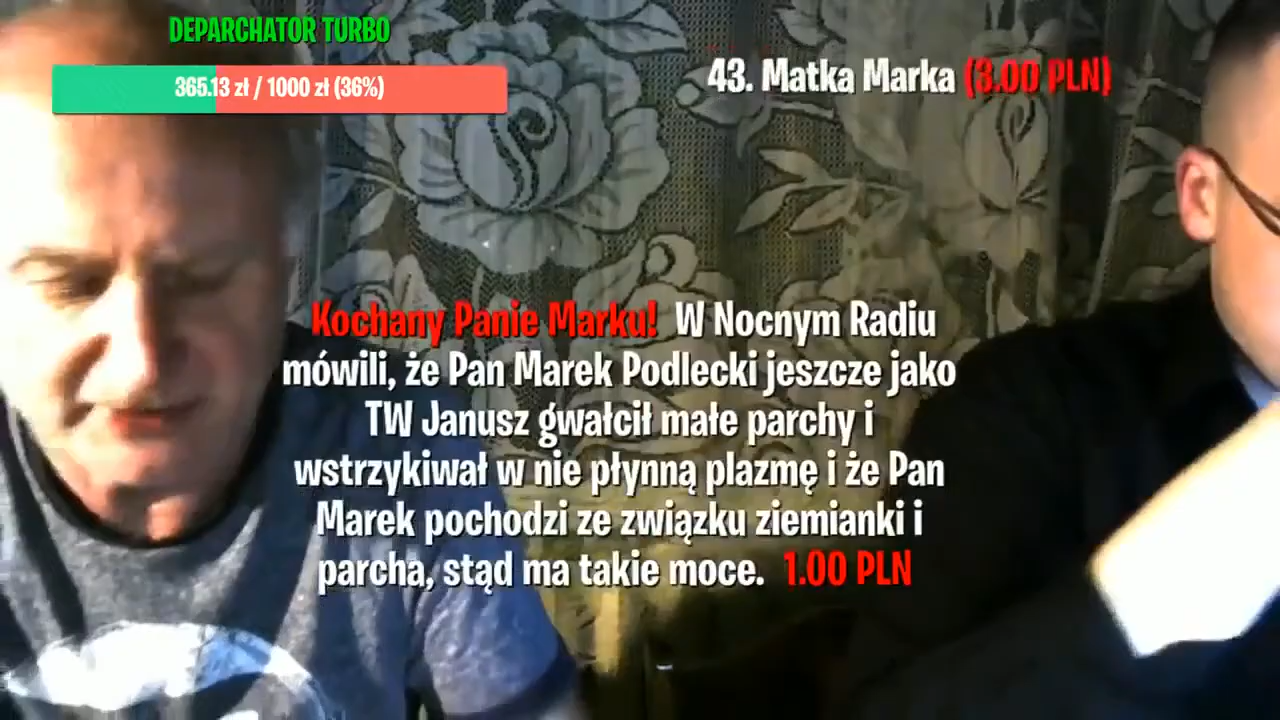 DEPARCHATOR TURBO
365.13 zł / 1000 zł (36%)
43. Matka Marka (3.00 PLN)
Kochany Panie Marku! W Nocnym Radiu
mówili, że Pan Marek Podlecki jeszcze jako
TW Janusz gwałcił małe parchy i
wstrzykiwał w nie płynną plazmę i że Pan
Marek pochodzi ze związku ziemianki i
parcha, stąd ma takie moce. 1.00 PLN